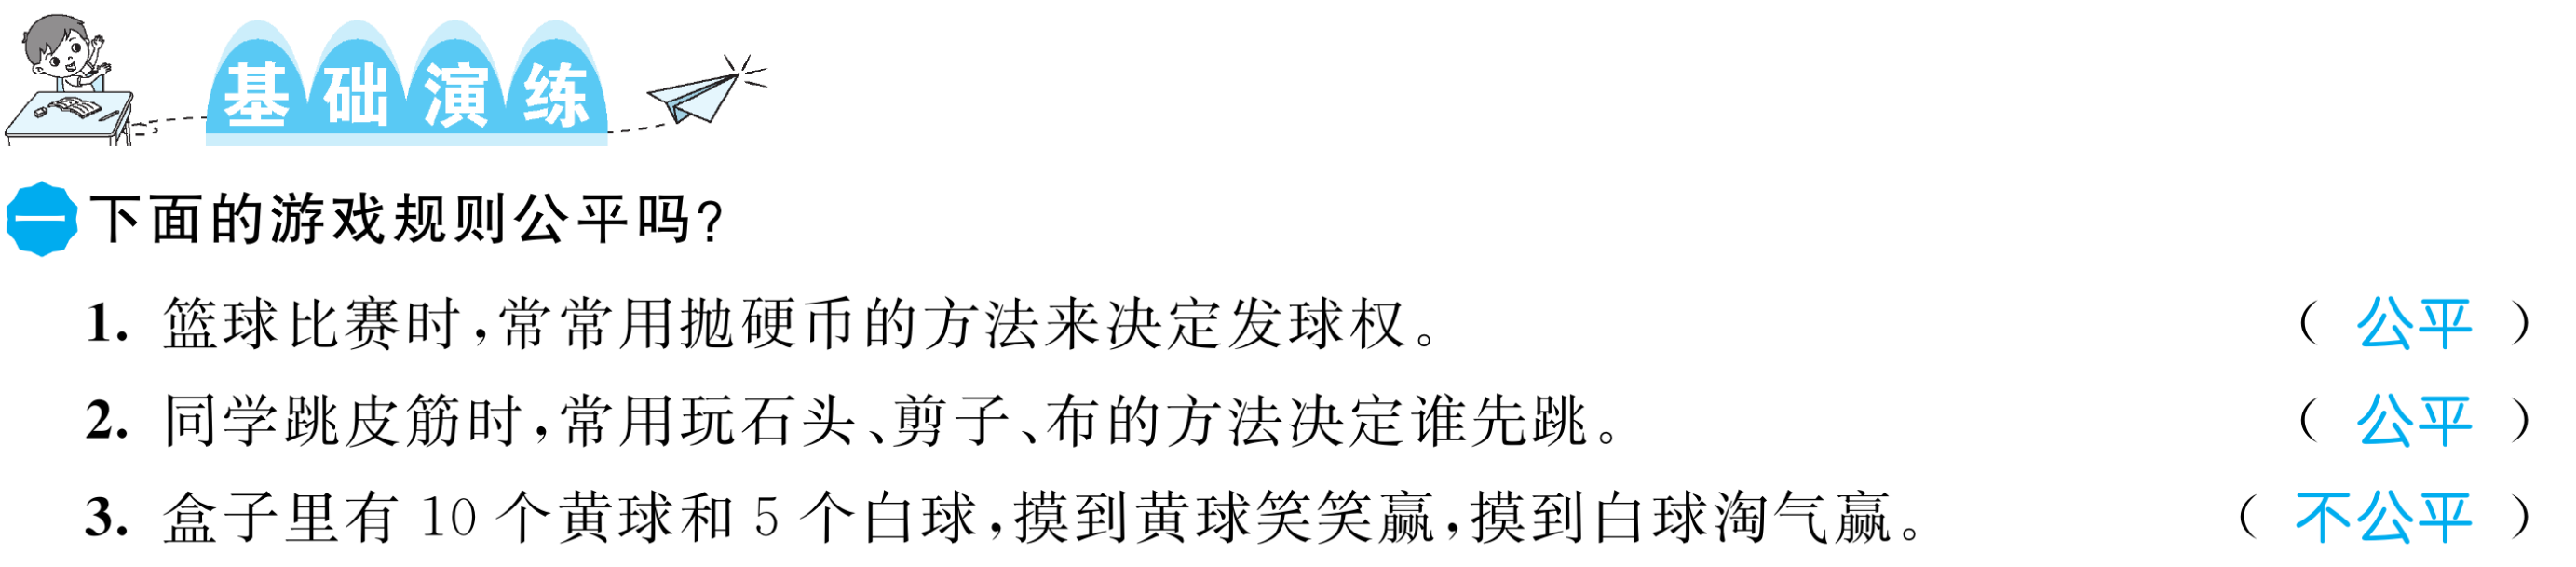 基础演练
一 下面的游戏规则公平吗?
1. 篮球比赛时,常常用抛硬币的方法来决定发球权。 ( 公平 )
2. 同学跳皮筋时,常用玩石头、剪子、布的方法决定谁先跳。 ( 公平 )
3. 盒子里有 10 个黄球和 5 个白球,摸到黄球笑笑赢,摸到白球淘气赢。 ( 不公平 )